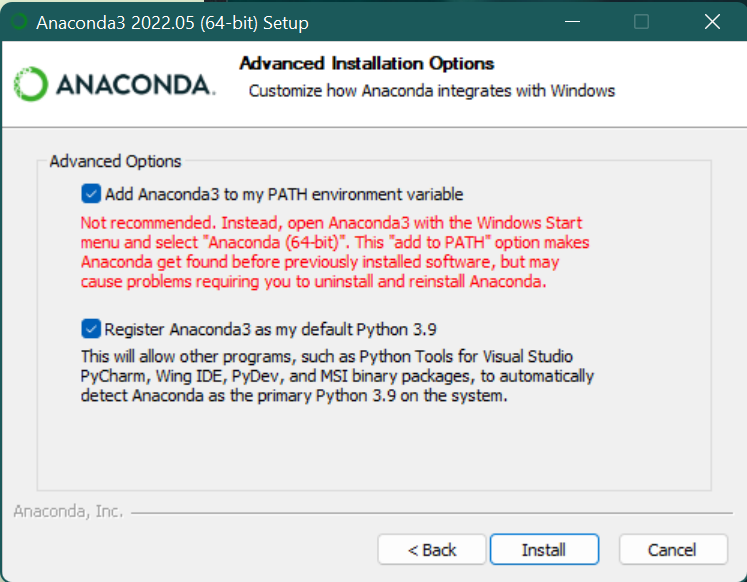 Anaconda3 2022.05 (64-bit) Setup
ANACONDA.
Advanced Installation Options
Customize how Anaconda integrates with Windows
Advanced Options
Add Anaconda3 to my PATH environment variable
Not recommended. Instead, open Anaconda3 with the Windows Start
menu and select "Anaconda (64-bit)". This "add to PATH" option makes
Anaconda get found before previously installed software, but may
cause problems requiring you to uninstall and reinstall Anaconda.
Register Anaconda3 as my default Python 3.9
This will allow other programs, such as Python Tools for Visual Studio
PyCharm, Wing IDE, PyDev, and MSI binary packages, to automatically
detect Anaconda as the primary Python 3.9 on the system.
Anaconda, Inc.
< Back Install Cancel